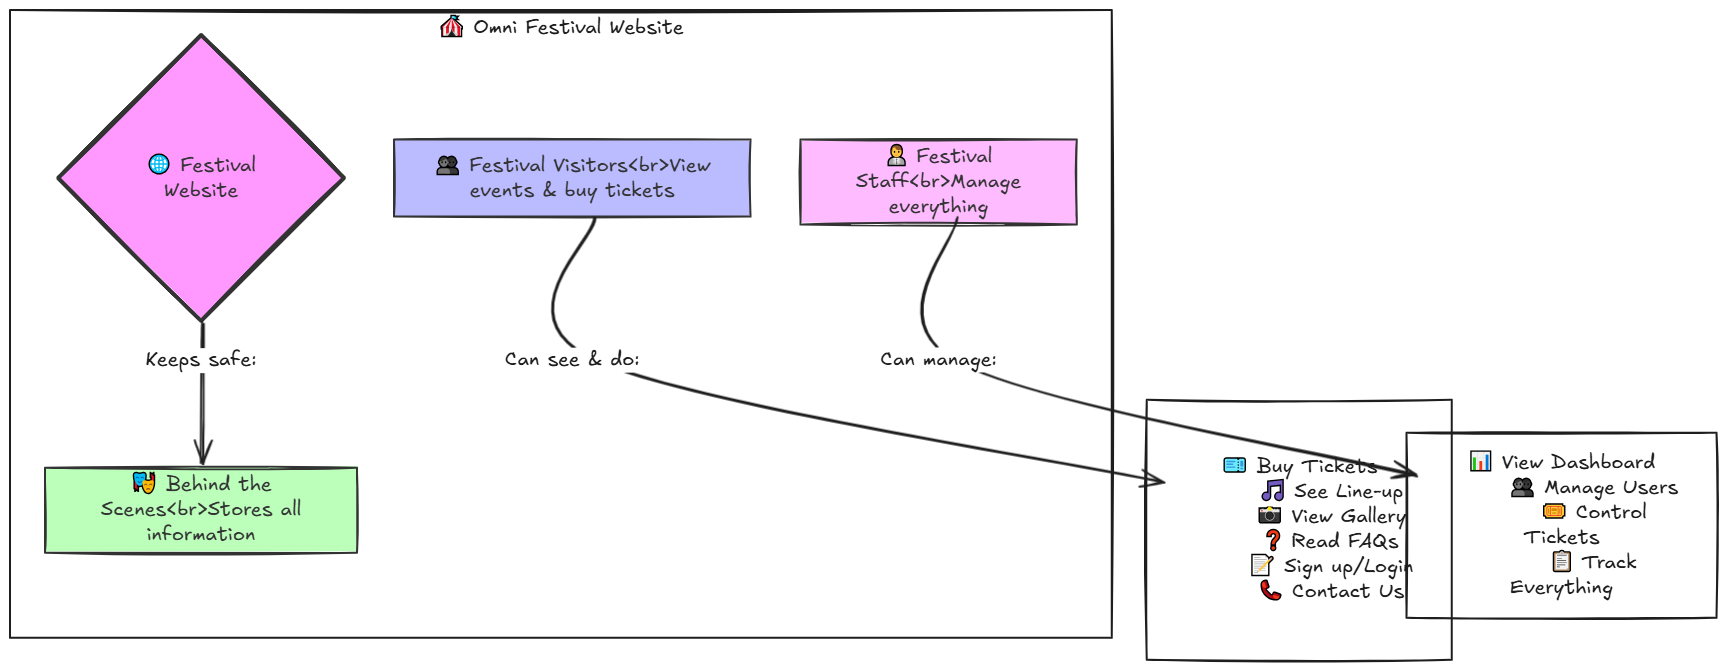 🎪 Omni Festival Website
🌐 Festival
Website
👥 Festival Visitors<br>View
events & buy tickets
👨‍💼 Festival
Staff<br>Manage
everything
Keeps safe:
Can see & do:
Can manage:
🎭 Behind the
Scenes<br>Stores all
information
🎫 Buy Tickets
🎵 See Line-up
📷 View Gallery
❓ Read FAQs
📝 Sign up/Login
📞 Contact Us
📊 View Dashboard
👥 Manage Users
🎟️ Control
Tickets
📋 Track
Everything